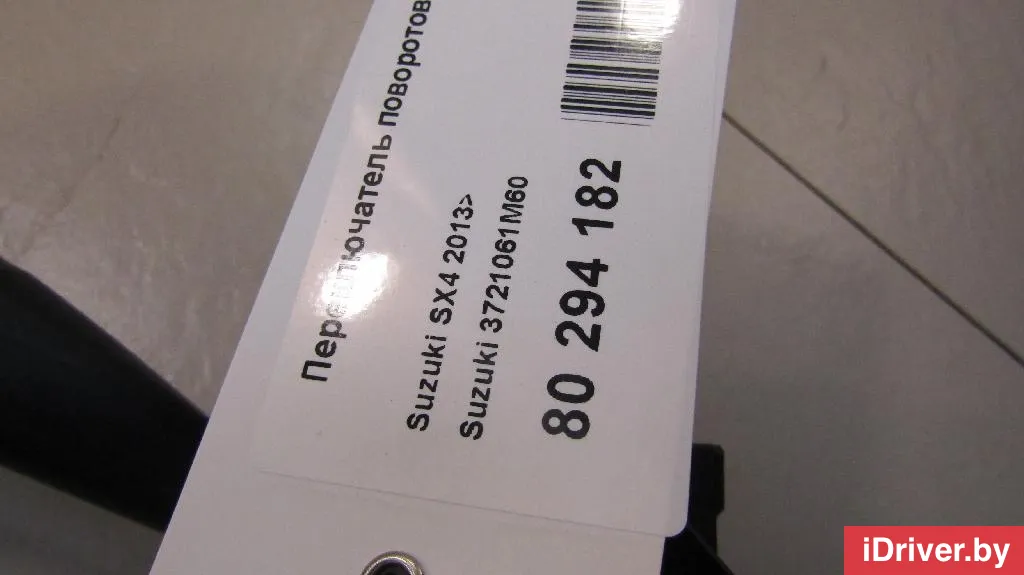 Переключатель поворотов
Suzuki SX4 2013>
Suzuki 3721061M60
80 294 182
iDriver.by